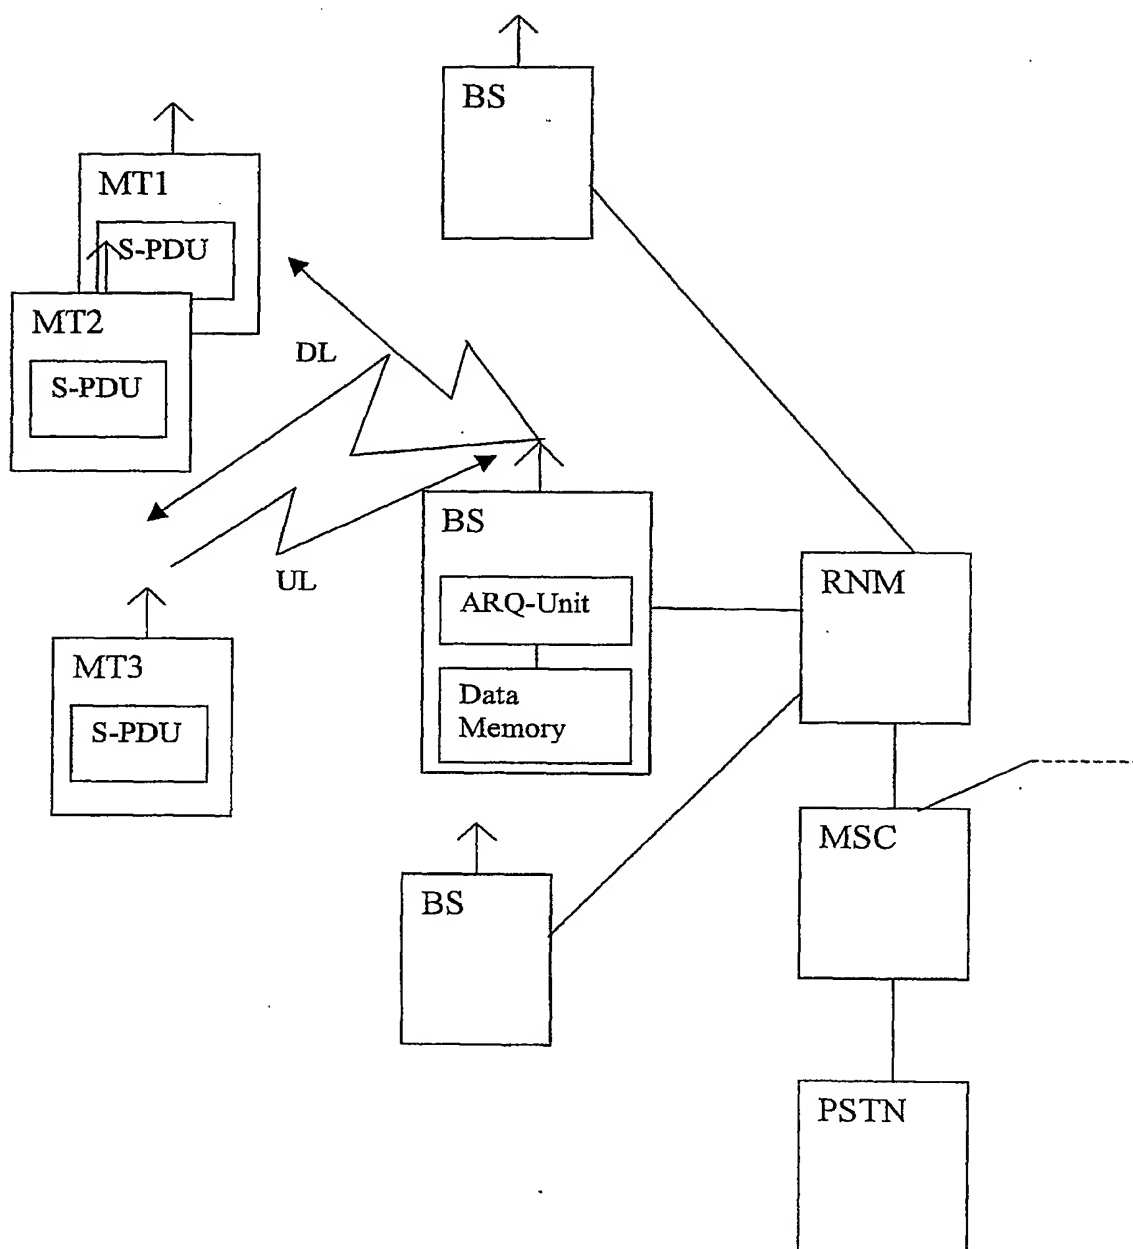 BS
MT1
S-PDU
MT2
S-PDU
DL
UL
BS
ARQ-Unit
Data
Memory
RNM
MT3
S-PDU
MSC
BS
PSTN